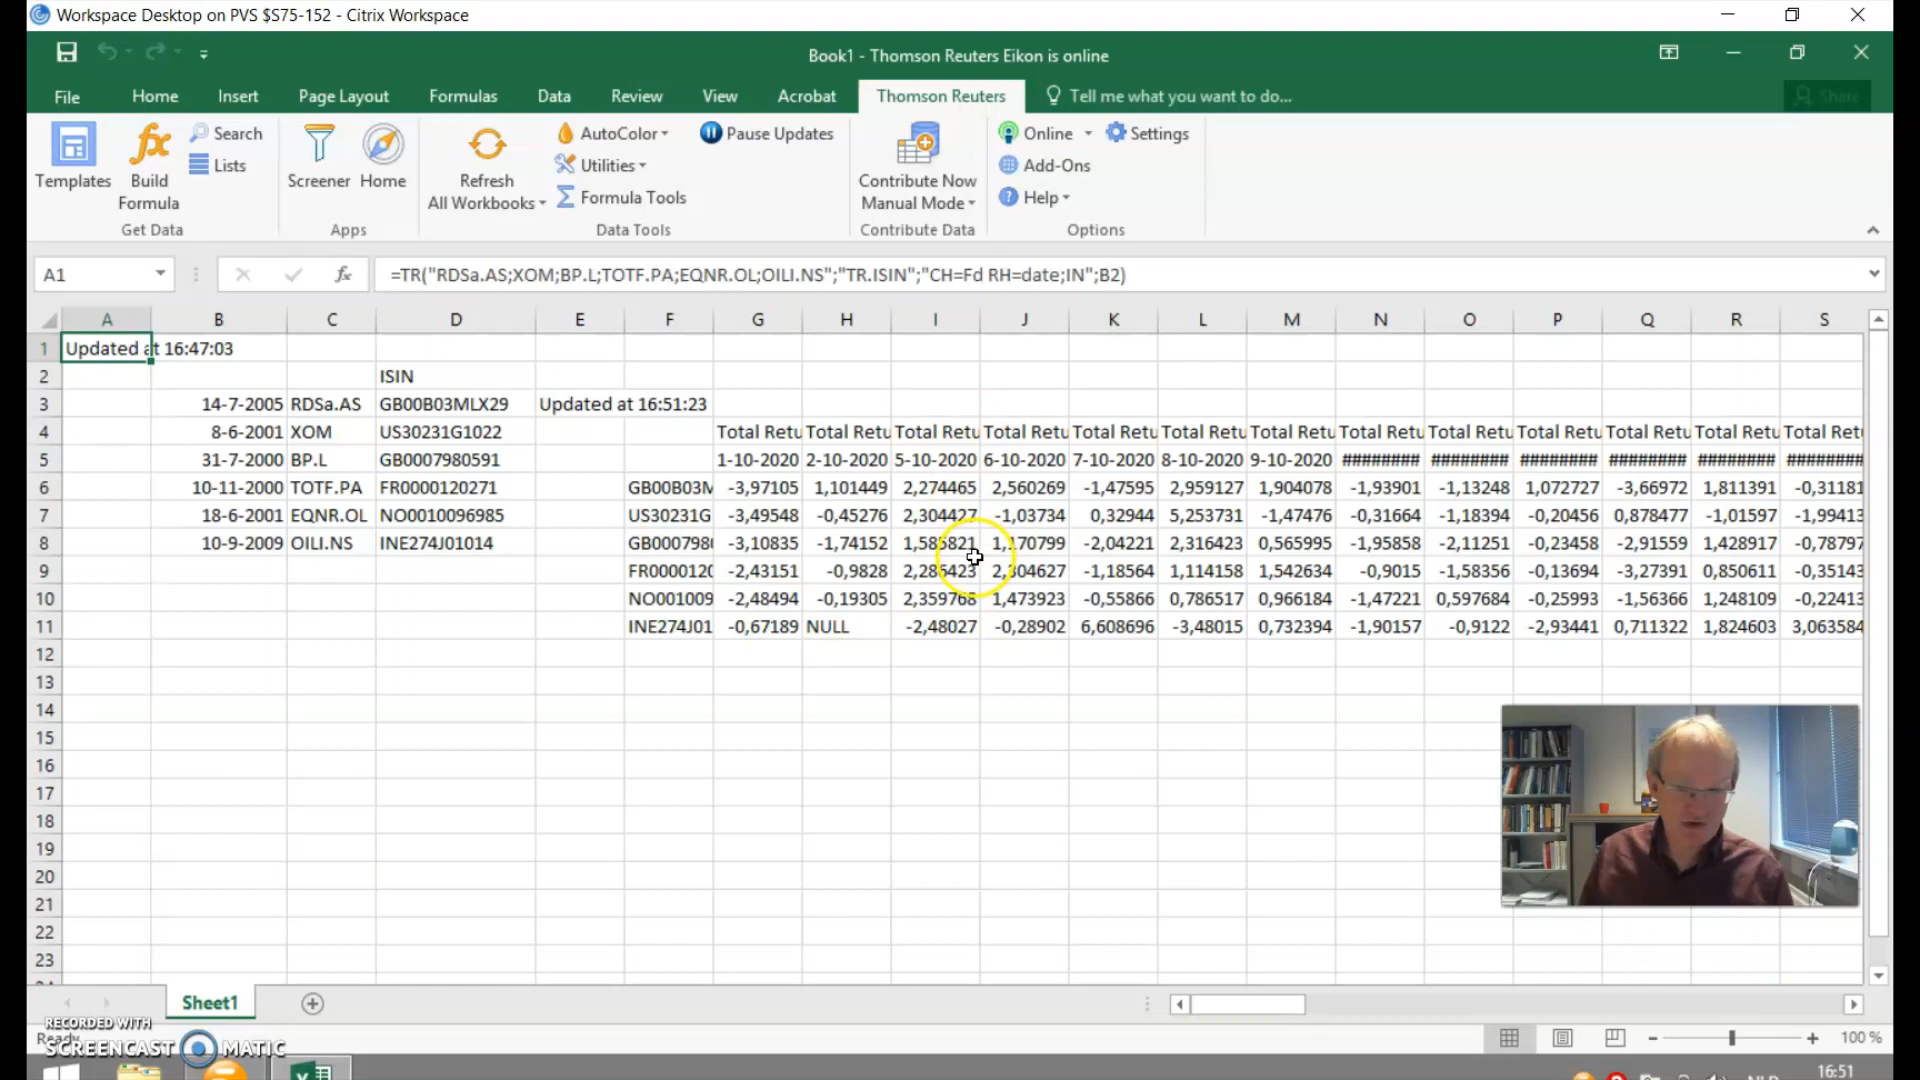 Workspace Desktop on PVS $S75-152 - Citrix Workspace
Book1 - Thomson Reuters Eikon is online
File Home Insert Page Layout Formulas Data Review View Acrobat Thomson Reuters Tell me what you want to do... Share
Templates
Build Formula
Search
Lists
Get Data
Screener
Home
Apps
Refresh All Workbooks
AutoColor
Utilities
Formula Tools
Pause Updates
Data Tools
Contribute Now Manual Mode
Contribute Data
Online
Settings
Add-Ons
Help
Options
A1 fx =TR("RDSa.AS;XOM;BP.L;TOTF.PA;EQNR.OL;OILI.NS";"TR.ISIN";"CH=Fd RH=date;IN";B2)
A B C D E F G H I J K L M N O P Q R S
1 Updated at 16:47:03
2 ISIN
3 14-7-2005 RDSa.AS GB00B03MLX29 Updated at 16:51:23
4 8-6-2001 XOM US30231G1022 Total Retu Total Retu Total Retu Total Retu Total Retu Total Retu Total Retu Total Retu Total Retu Total Retu Total Retu Total Retu Total Ret
5 31-7-2000 BP.L GB0007980591 1-10-2020 2-10-2020 5-10-2020 6-10-2020 7-10-2020 8-10-2020 9-10-2020 ######## ######## ######## ######## ######## ########
6 10-11-2000 TOTF.PA FR0000120271 GB00B03M -3,97105 1,101449 2,274465 2,560269 -1,47595 2,959127 1,904078 -1,93901 -1,13248 1,072727 -3,66972 1,811391 -0,31181
7 18-6-2001 EQNR.OL NO0010096985 US30231G -3,49548 -0,45276 2,304427 -1,03734 0,32944 5,253731 -1,47476 -0,31664 -1,18394 -0,20456 0,878477 -1,01597 -1,99413
8 10-9-2009 OILI.NS INE274J01014 GB000798 -3,10835 -1,74152 1,585821 1,170799 -2,04221 2,316423 0,565995 -1,95858 -2,11251 -0,23458 -2,91559 1,428917 -0,78797
9 FR000012 -2,43151 -0,9828 2,286423 2,304627 -1,18564 1,114158 1,542634 -0,9015 -1,58356 -0,13694 -3,27391 0,850611 -0,35143
10 NO001009 -2,48494 -0,19305 2,359768 1,473923 -0,55866 0,786517 0,966184 -1,47221 0,597684 -0,25993 -1,56366 1,248109 -0,22413
11 INE274J01 -0,67189 NULL -2,48027 -0,28902 6,608696 -3,48015 0,732394 -1,90157 -0,9122 -2,93441 0,711322 1,824603 3,063584
12
13
14
15
16
17
18
19
20
21
22
23
Sheet1
RECORDED WITH
SCREENCAST MATIC
Ready
100 %
16:51